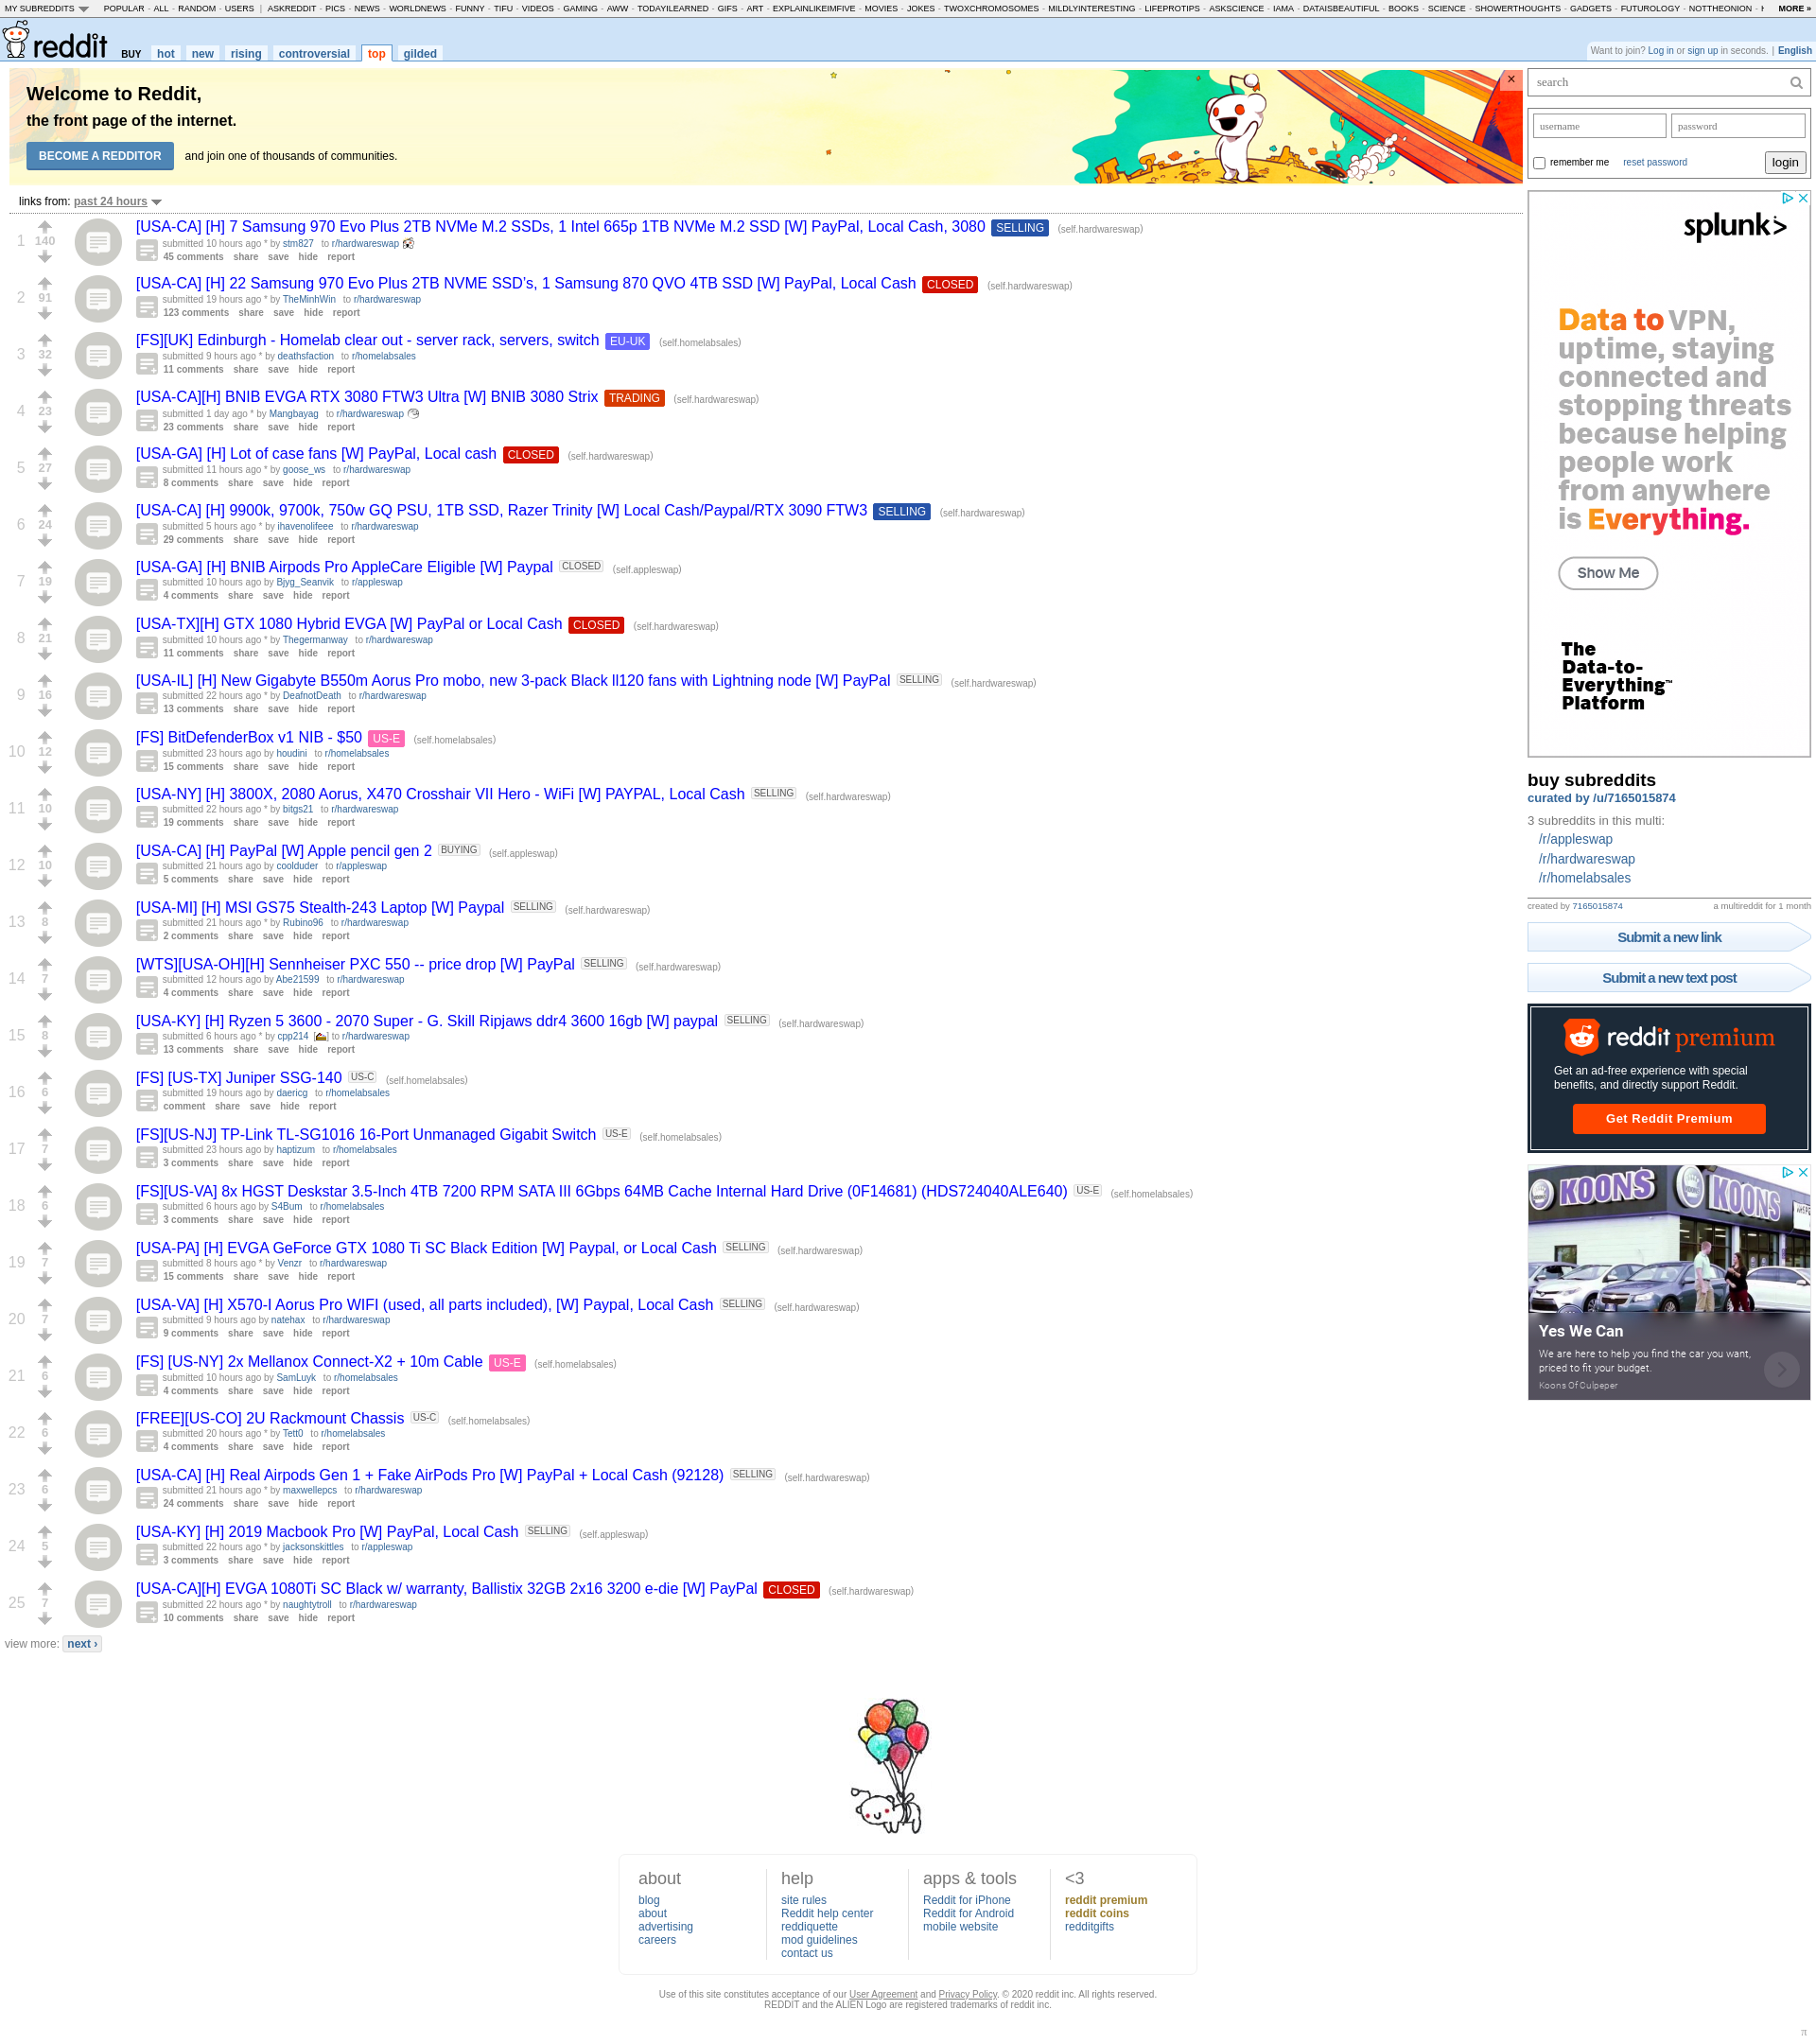 MY SUBREDDITS POPULAR - ALL - RANDOM - USERS | ASKREDDIT - PICS - NEWS - WORLDNEWS - FUNNY - TIFU - VIDEOS - GAMING - AWW - TODAYILEARNED - GIFS - ART - EXPLAINLIKEIMFIVE - MOVIES - JOKES - TWOXCHROMOSOMES - MILDLYINTERESTING - LIFEPROTIPS - ASKSCIENCE - IAMA - DATAISBEAUTIFUL - BOOKS - SCIENCE - SHOWERTHOUGHTS - GADGETS - FUTUROLOGY - NOTTHEONION - MORE »
reddit BUY hot new rising controversial top gilded
Want to join? Log in or sign up in seconds. | English
Welcome to Reddit,
the front page of the internet.
BECOME A REDDITOR and join one of thousands of communities.
links from: past 24 hours
1 140 [USA-CA] [H] 7 Samsung 970 Evo Plus 2TB NVMe M.2 SSDs, 1 Intel 665p 1TB NVMe M.2 SSD [W] PayPal, Local Cash, 3080 SELLING (self.hardwareswap)
submitted 10 hours ago * by stm827 to r/hardwareswap
45 comments share save hide report
2 91 [USA-CA] [H] 22 Samsung 970 Evo Plus 2TB NVME SSD's, 1 Samsung 870 QVO 4TB SSD [W] PayPal, Local Cash CLOSED (self.hardwareswap)
submitted 19 hours ago * by TheMinhWin to r/hardwareswap
123 comments share save hide report
3 32 [FS][UK] Edinburgh - Homelab clear out - server rack, servers, switch EU-UK (self.homelabsales)
submitted 9 hours ago * by deathsfaction to r/homelabsales
11 comments share save hide report
4 23 [USA-CA][H] BNIB EVGA RTX 3080 FTW3 Ultra [W] BNIB 3080 Strix TRADING (self.hardwareswap)
submitted 1 day ago * by Mangbayag to r/hardwareswap
23 comments share save hide report
5 27 [USA-GA] [H] Lot of case fans [W] PayPal, Local cash CLOSED (self.hardwareswap)
submitted 11 hours ago * by goose_ws to r/hardwareswap
8 comments share save hide report
6 24 [USA-CA] [H] 9900k, 9700k, 750w GQ PSU, 1TB SSD, Razer Trinity [W] Local Cash/Paypal/RTX 3090 FTW3 SELLING (self.hardwareswap)
submitted 5 hours ago * by ihavenolifeee to r/hardwareswap
29 comments share save hide report
7 19 [USA-GA] [H] BNIB Airpods Pro AppleCare Eligible [W] Paypal CLOSED (self.appleswap)
submitted 10 hours ago by Bjyg_Seanvik to r/appleswap
4 comments share save hide report
8 21 [USA-TX][H] GTX 1080 Hybrid EVGA [W] PayPal or Local Cash CLOSED (self.hardwareswap)
submitted 10 hours ago * by Thegermanway to r/hardwareswap
11 comments share save hide report
9 16 [USA-IL] [H] New Gigabyte B550m Aorus Pro mobo, new 3-pack Black ll120 fans with Lightning node [W] PayPal SELLING (self.hardwareswap)
submitted 22 hours ago * by DeafnotDeath to r/hardwareswap
13 comments share save hide report
10 12 [FS] BitDefenderBox v1 NIB - $50 US-E (self.homelabsales)
submitted 23 hours ago by houdini to r/homelabsales
15 comments share save hide report
11 10 [USA-NY] [H] 3800X, 2080 Aorus, X470 Crosshair VII Hero - WiFi [W] PAYPAL, Local Cash SELLING (self.hardwareswap)
submitted 22 hours ago * by bitgs21 to r/hardwareswap
19 comments share save hide report
12 10 [USA-CA] [H] PayPal [W] Apple pencil gen 2 BUYING (self.appleswap)
submitted 21 hours ago by coolduder to r/appleswap
5 comments share save hide report
13 8 [USA-MI] [H] MSI GS75 Stealth-243 Laptop [W] Paypal SELLING (self.hardwareswap)
submitted 21 hours ago * by Rubino96 to r/hardwareswap
2 comments share save hide report
14 7 [WTS][USA-OH][H] Sennheiser PXC 550 -- price drop [W] PayPal SELLING (self.hardwareswap)
submitted 12 hours ago by Abe21599 to r/hardwareswap
4 comments share save hide report
15 8 [USA-KY] [H] Ryzen 5 3600 - 2070 Super - G. Skill Ripjaws ddr4 3600 16gb [W] paypal SELLING (self.hardwareswap)
submitted 6 hours ago * by cpp214 [] to r/hardwareswap
13 comments share save hide report
16 6 [FS] [US-TX] Juniper SSG-140 US-C (self.homelabsales)
submitted 19 hours ago by daericg to r/homelabsales
comment share save hide report
17 7 [FS][US-NJ] TP-Link TL-SG1016 16-Port Unmanaged Gigabit Switch US-E (self.homelabsales)
submitted 23 hours ago by haptizum to r/homelabsales
3 comments share save hide report
18 6 [FS][US-VA] 8x HGST Deskstar 3.5-Inch 4TB 7200 RPM SATA III 6Gbps 64MB Cache Internal Hard Drive (0F14681) (HDS724040ALE640) US-E (self.homelabsales)
submitted 6 hours ago by S4Bum to r/homelabsales
3 comments share save hide report
19 7 [USA-PA] [H] EVGA GeForce GTX 1080 Ti SC Black Edition [W] Paypal, or Local Cash SELLING (self.hardwareswap)
submitted 8 hours ago * by Venzr to r/hardwareswap
15 comments share save hide report
20 7 [USA-VA] [H] X570-I Aorus Pro WIFI (used, all parts included), [W] Paypal, Local Cash SELLING (self.hardwareswap)
submitted 9 hours ago by natehax to r/hardwareswap
9 comments share save hide report
21 6 [FS] [US-NY] 2x Mellanox Connect-X2 + 10m Cable US-E (self.homelabsales)
submitted 10 hours ago by SamLuyk to r/homelabsales
4 comments share save hide report
22 6 [FREE][US-CO] 2U Rackmount Chassis US-C (self.homelabsales)
submitted 20 hours ago * by Tett0 to r/homelabsales
4 comments share save hide report
23 6 [USA-CA] [H] Real Airpods Gen 1 + Fake AirPods Pro [W] PayPal + Local Cash (92128) SELLING (self.hardwareswap)
submitted 21 hours ago * by maxwellepcs to r/hardwareswap
24 comments share save hide report
24 5 [USA-KY] [H] 2019 Macbook Pro [W] PayPal, Local Cash SELLING (self.appleswap)
submitted 22 hours ago * by jacksonskittles to r/appleswap
3 comments share save hide report
25 7 [USA-CA][H] EVGA 1080Ti SC Black w/ warranty, Ballistix 32GB 2x16 3200 e-die [W] PayPal CLOSED (self.hardwareswap)
submitted 22 hours ago * by naughtytroll to r/hardwareswap
10 comments share save hide report
view more: next ›
search
username password
remember me reset password login
splunk>
Data to VPN,
uptime, staying
connected and
stopping threats
because helping
people work
from anywhere
is Everything.
Show Me
The
Data-to-
Everything™
Platform
buy subreddits
curated by /u/7165015874
3 subreddits in this multi:
/r/appleswap
/r/hardwareswap
/r/homelabsales
created by 7165015874 a multireddit for 1 month
Submit a new link
Submit a new text post
reddit premium
Get an ad-free experience with special
benefits, and directly support Reddit.
Get Reddit Premium
KOONS KOONS
Yes We Can
We are here to help you find the car you want,
priced to fit your budget.
Koons Of Culpeper
about help apps & tools <3
blog site rules Reddit for iPhone reddit premium
about Reddit help center Reddit for Android reddit coins
advertising reddiquette mobile website redditgifts
careers mod guidelines
contact us
Use of this site constitutes acceptance of our User Agreement and Privacy Policy. © 2020 reddit inc. All rights reserved.
REDDIT and the ALIEN Logo are registered trademarks of reddit inc.
π